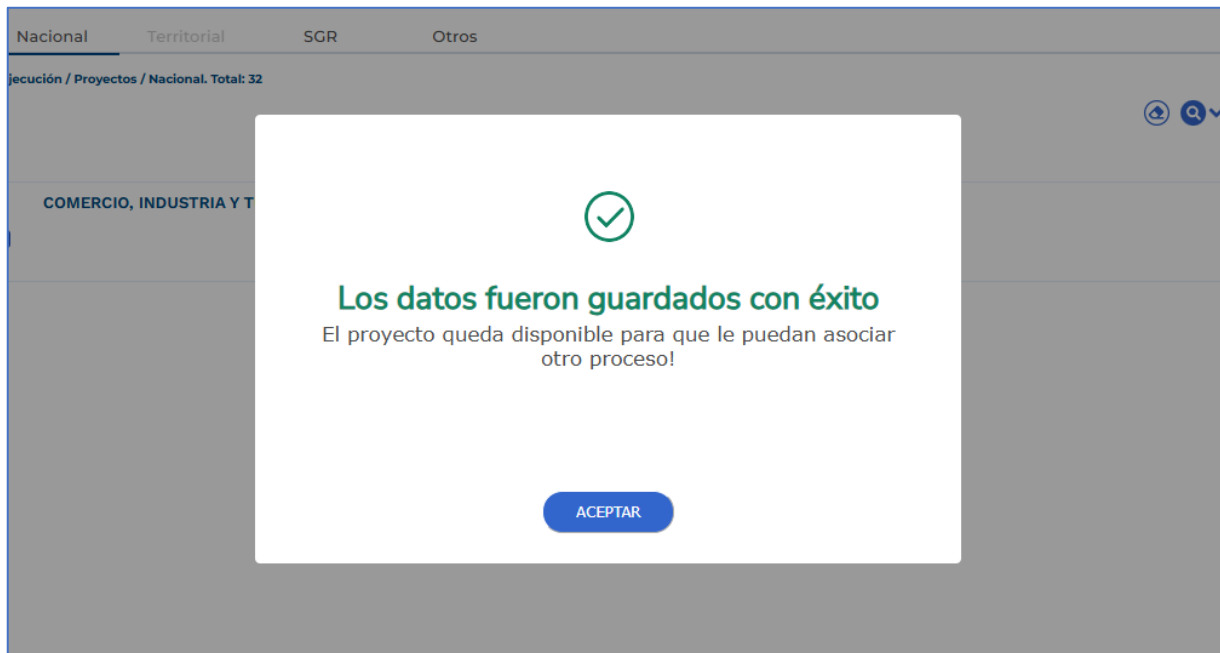 Nacional Territorial SGR Otros
jecución / Proyectos / Nacional. Total: 32
COMERCIO, INDUSTRIA Y T
Los datos fueron guardados con éxito
El proyecto queda disponible para que le puedan asociar
otro proceso!
ACEPTAR